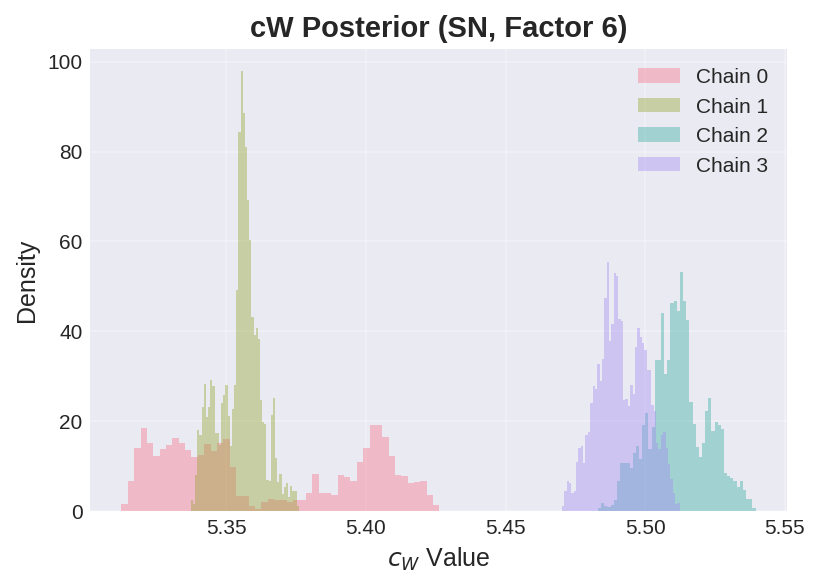 cW Posterior (SN, Factor 6)
Chain 0
Chain 1
Chain 2
Chain 3
Density
100
80
60
40
20
0
5.35
5.40
5.45
5.50
5.55
c_W Value